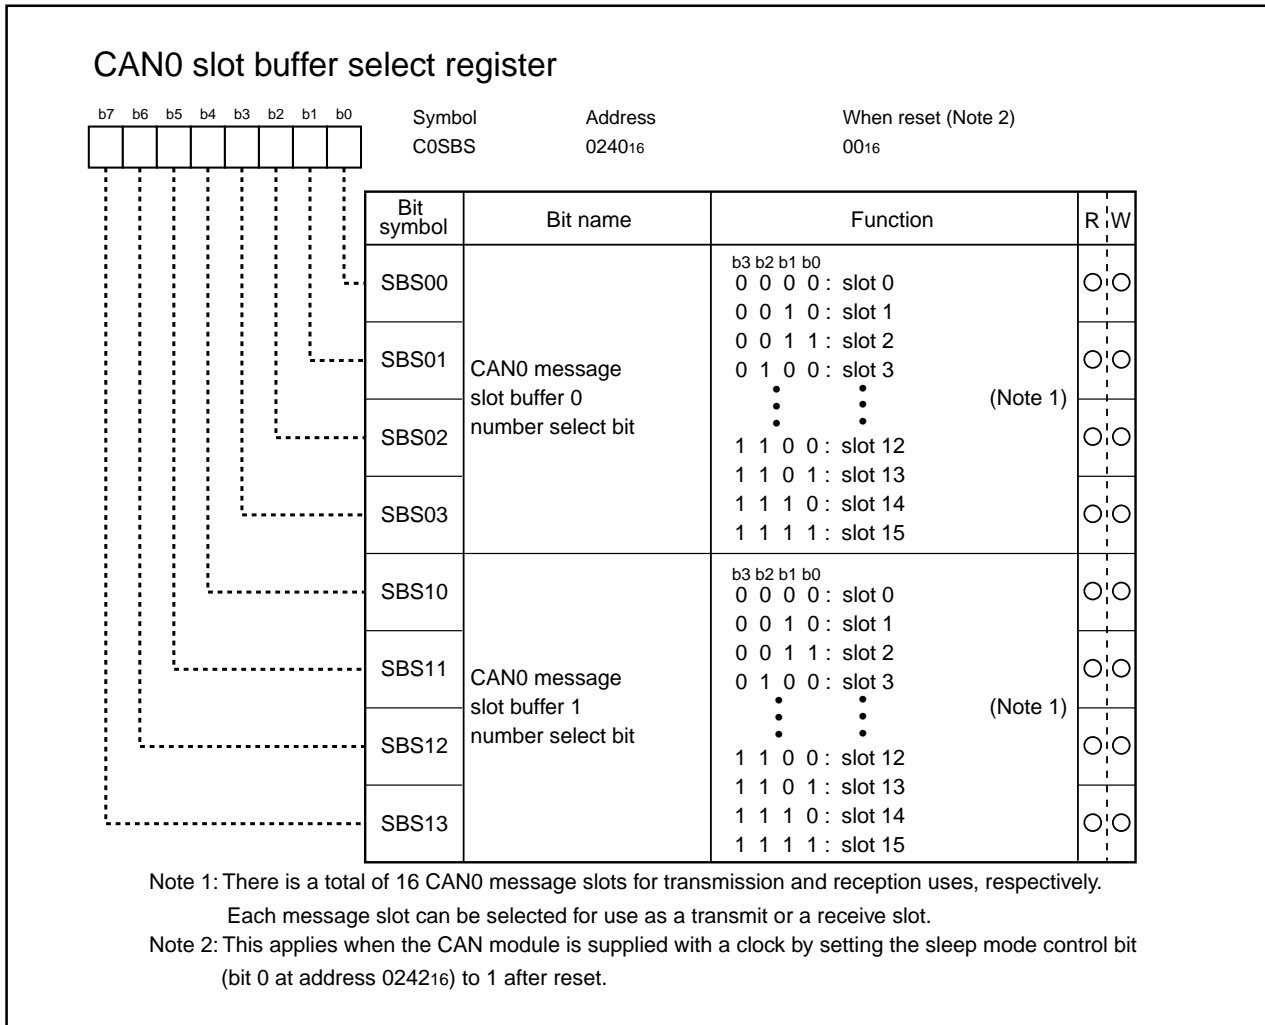 CAN0 slot buffer select register
b7 b6 b5 b4 b3 b2 b1 b0
Symbol Address When reset (Note 2)
C0SBS 024016 0016
Bit symbol Bit name Function R W
b3 b2 b1 b0
SBS00 0 0 0 0 : slot 0
0 0 1 0 : slot 1
0 0 1 1 : slot 2
SBS01 CAN0 message 0 1 0 0 : slot 3
slot buffer 0 (Note 1)
SBS02 number select bit 1 1 0 0 : slot 12
1 1 0 1 : slot 13
SBS03 1 1 1 0 : slot 14
1 1 1 1 : slot 15
b3 b2 b1 b0
SBS10 0 0 0 0 : slot 0
0 0 1 0 : slot 1
0 0 1 1 : slot 2
SBS11 CAN0 message 0 1 0 0 : slot 3
slot buffer 1 (Note 1)
SBS12 number select bit 1 1 0 0 : slot 12
1 1 0 1 : slot 13
SBS13 1 1 1 0 : slot 14
1 1 1 1 : slot 15
Note 1: There is a total of 16 CAN0 message slots for transmission and reception uses, respectively.
Each message slot can be selected for use as a transmit or a receive slot.
Note 2: This applies when the CAN module is supplied with a clock by setting the sleep mode control bit
(bit 0 at address 024216) to 1 after reset.